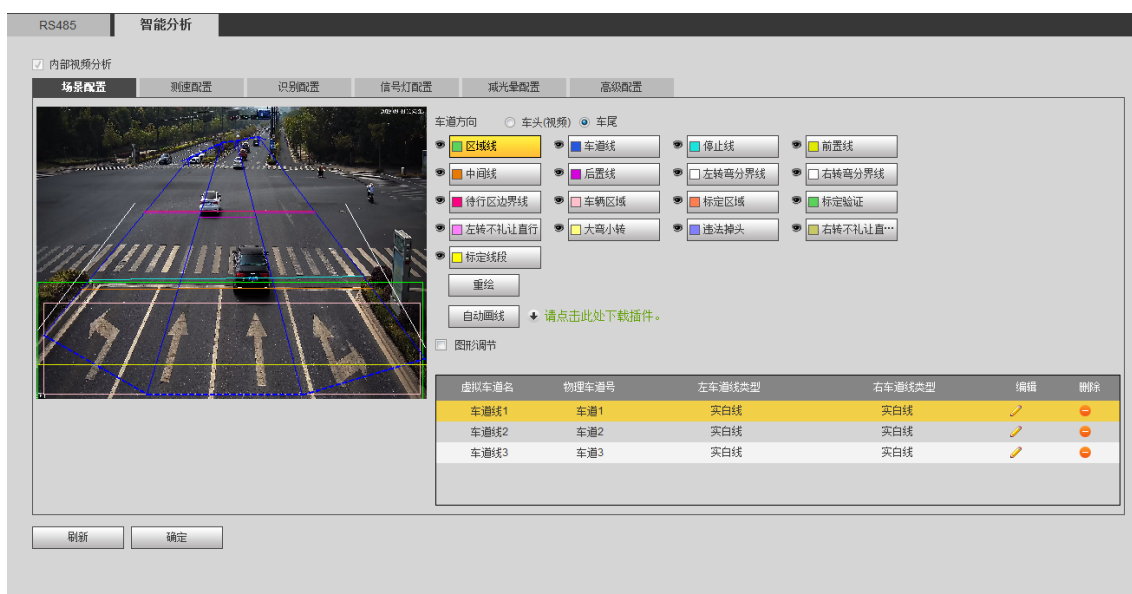 RS485 智能分析
内部视频分析
场景配置 测速配置 识别配置 信号灯配置 减光晕配置 高级配置
车道方向 车头(视频) 车尾
区域线 车道线 停止线 前置线
中间线 后置线 左转弯分界线 右转弯分界线
待行区边界线 车辆区域 标定区域 标定验证
左转不礼让直行 大弯小转 违法掉头 右转不礼让直…
标定线段
重绘
自动画线 请点击此处下载插件。
图形调节
虚拟车道名 物理车道号 左车道线类型 右车道线类型 编辑 删除
车道线1 车道1 实白线 实白线
车道线2 车道2 实白线 实白线
车道线3 车道3 实白线 实白线
刷新 确定